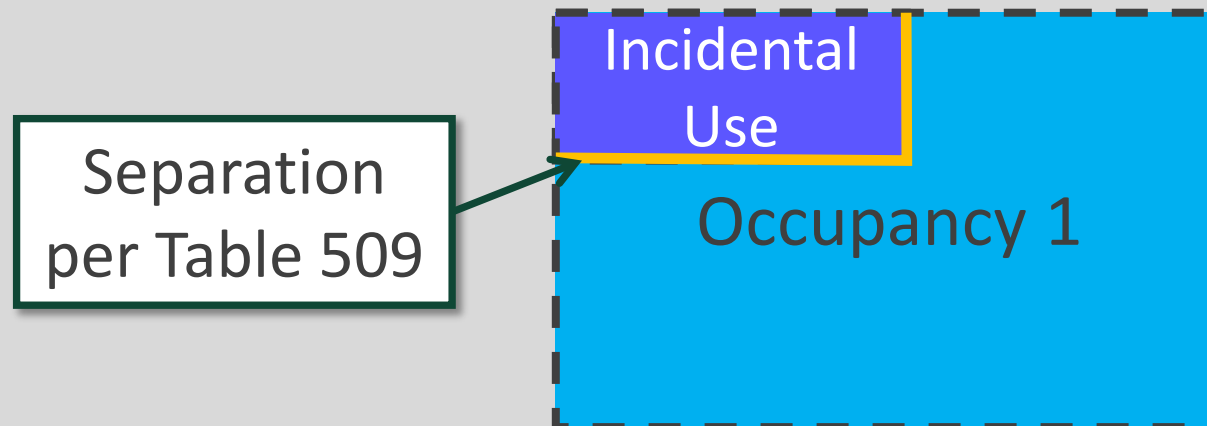 Incidental
Use
Separation
per Table 509
Occupancy 1